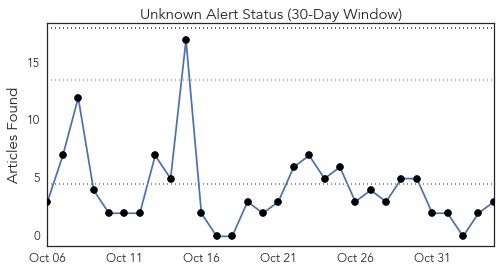 Unknown Alert Status (30-Day Window)
Articles Found
15
10
5
0
Oct 06 Oct 11 Oct 16 Oct 21 Oct 26 Oct 31